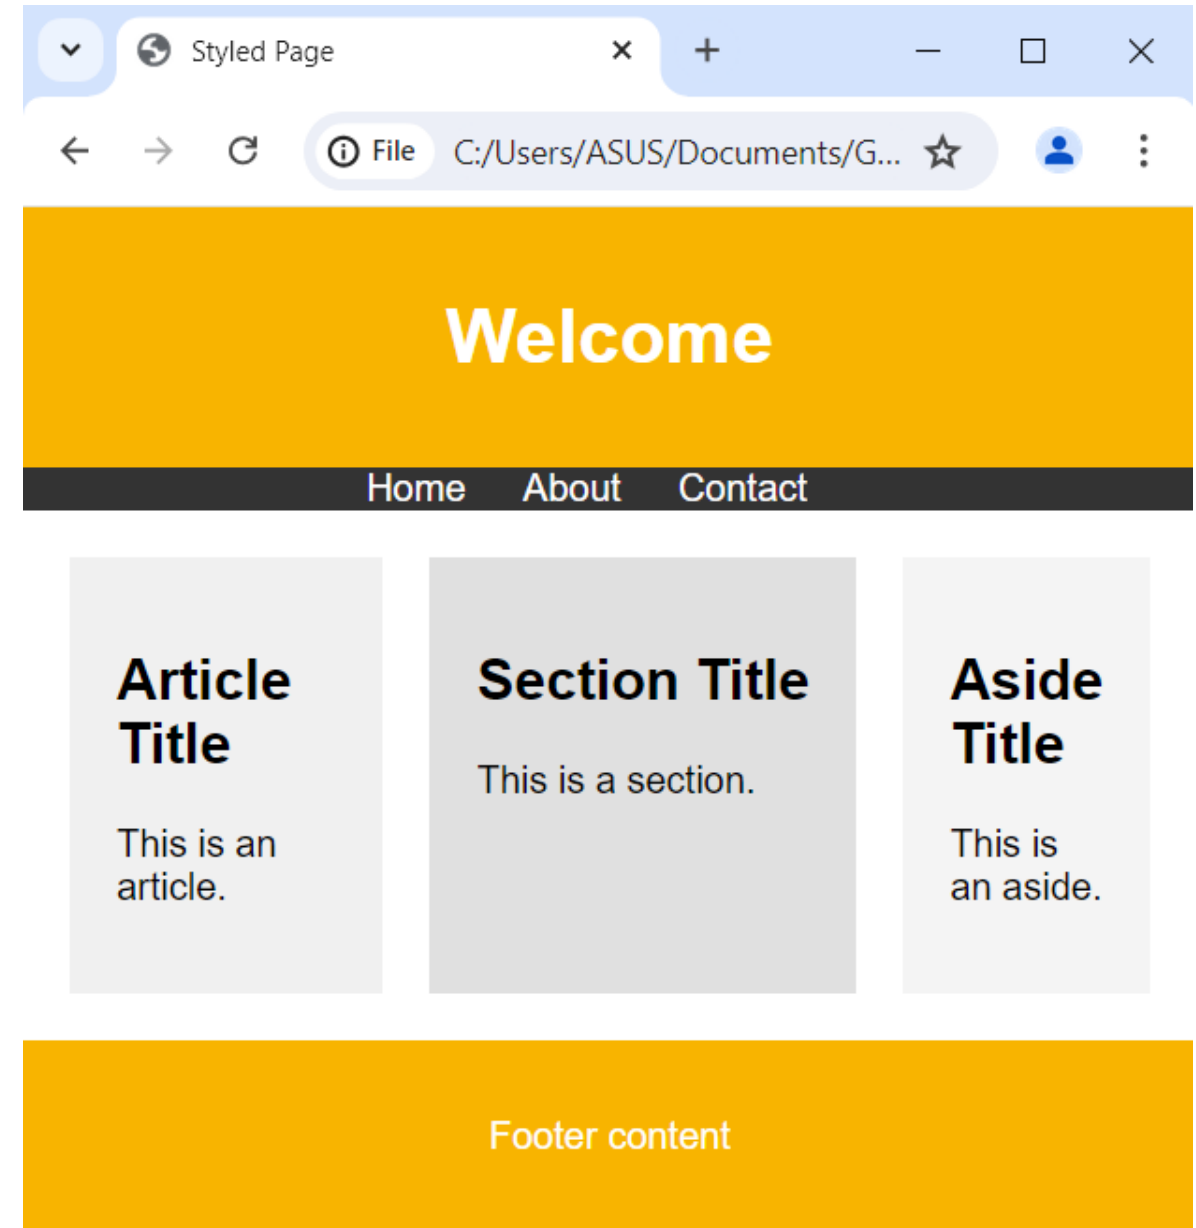 Styled Page
File C:/Users/ASUS/Documents/G...
Welcome
Home About Contact
Article
Title
This is an
article.
Section Title
This is a section.
Aside
Title
This is
an aside.
Footer content